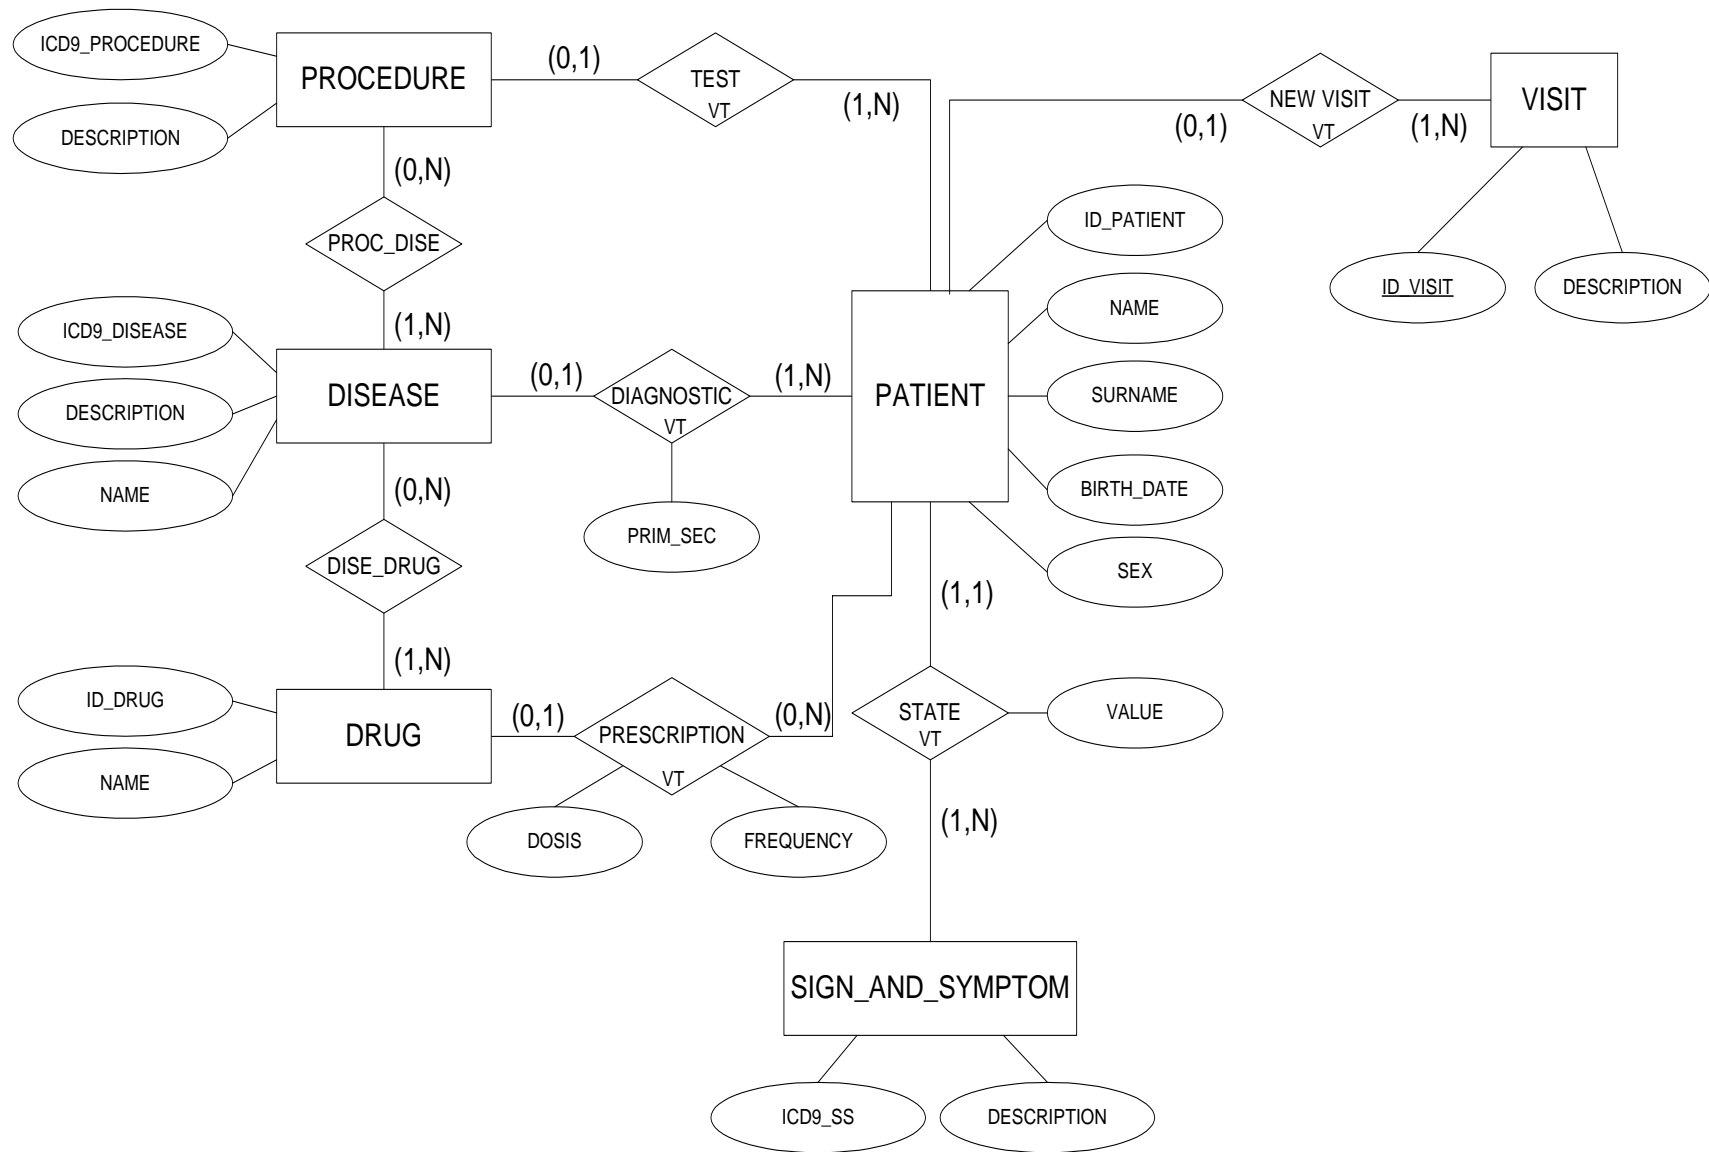 ICD9_PROCEDURE
DESCRIPTION
PROCEDURE
(0,1)
TEST
VT
(1,N)
(0,1)
NEW VISIT
VT
(1,N)
VISIT
ID_VISIT
DESCRIPTION
(0,N)
PROC_DISE
(1,N)
ICD9_DISEASE
DESCRIPTION
NAME
DISEASE
(0,1)
DIAGNOSTIC
VT
(1,N)
PRIM_SEC
PATIENT
ID_PATIENT
NAME
SURNAME
BIRTH_DATE
SEX
(0,N)
DISE_DRUG
(1,N)
ID_DRUG
NAME
DRUG
(0,1)
PRESCRIPTION
VT
(0,N)
DOSIS
FREQUENCY
(1,1)
STATE
VT
VALUE
(1,N)
SIGN_AND_SYMPTOM
ICD9_SS
DESCRIPTION